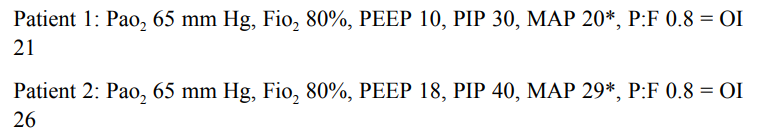 Patient 1: Pao₂ 65 mm Hg, Fio₂ 80%, PEEP 10, PIP 30, MAP 20*, P:F 0.8 = OI
21
Patient 2: Pao₂ 65 mm Hg, Fio₂ 80%, PEEP 18, PIP 40, MAP 29*, P:F 0.8 = OI
26